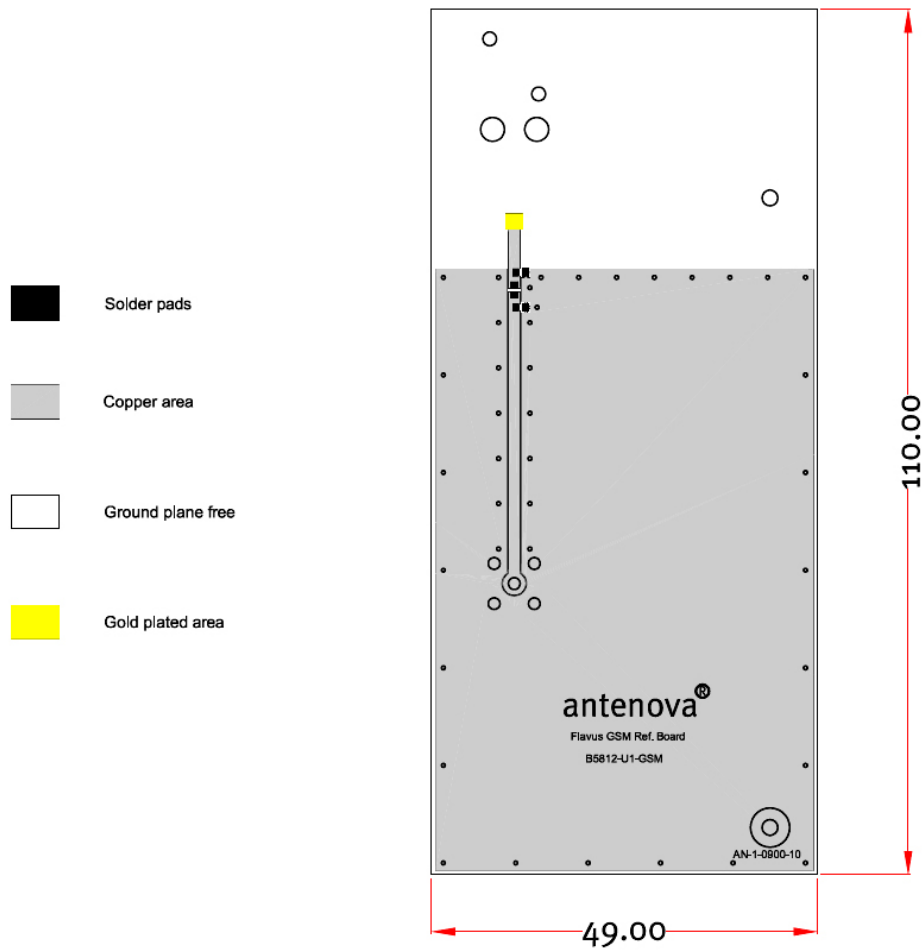 Solder pads
Copper area
Ground plane free
Gold plated area
110.00
antenova®
Flavus GSM Ref. Board
B5812-U1-GSM
AN-1-0900-10
49.00